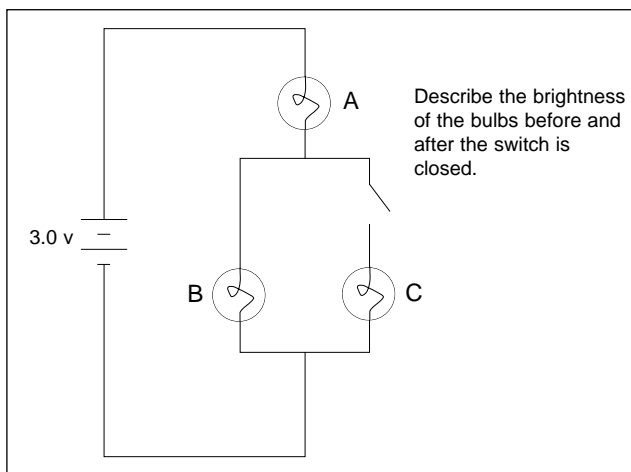 A
Describe the brightness
of the bulbs before and
after the switch is
closed.
3.0 v
B
C